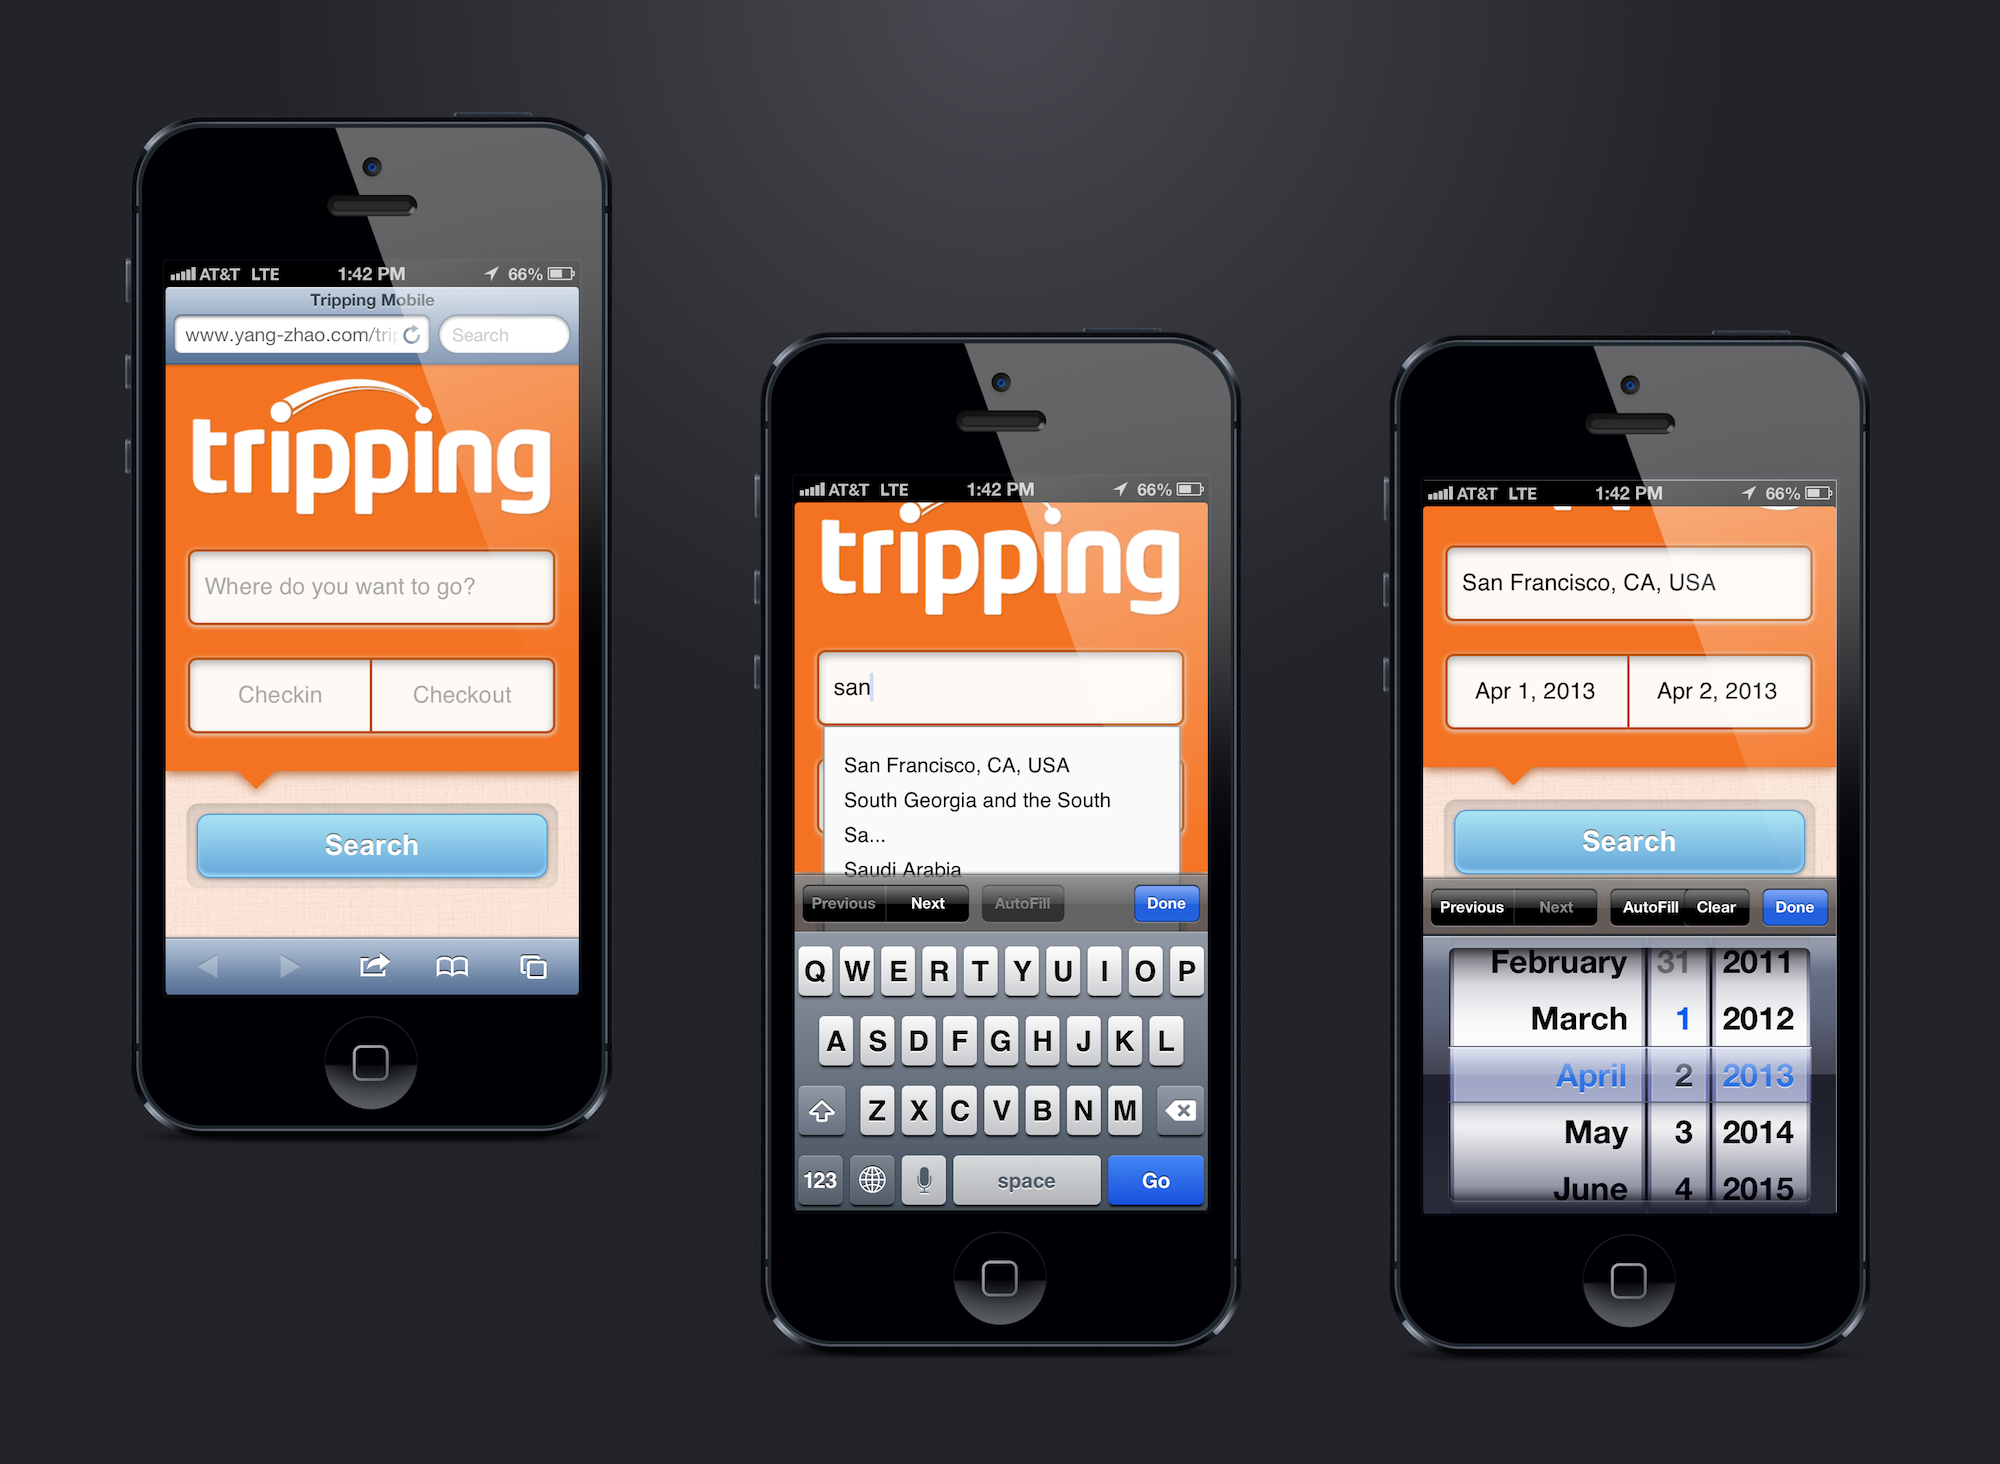 AT&T LTE 1:42 PM 66%
Tripping Mobile
www.yang-zhao.com/trip Search
tripping
Where do you want to go?
Checkin Checkout
Search
AT&T LTE 1:42 PM 66%
tripping
san
San Francisco, CA, USA
South Georgia and the South
Sa...
Saudi Arabia
Previous Next AutoFill Done
Q W E R T Y U I O P
A S D F G H J K L
Z X C V B N M
123 space Go
AT&T LTE 1:42 PM 66%
San Francisco, CA, USA
Apr 1, 2013 Apr 2, 2013
Search
Previous Next AutoFill Clear Done
February 31 2011
March 1 2012
April 2 2013
May 3 2014
June 4 2015